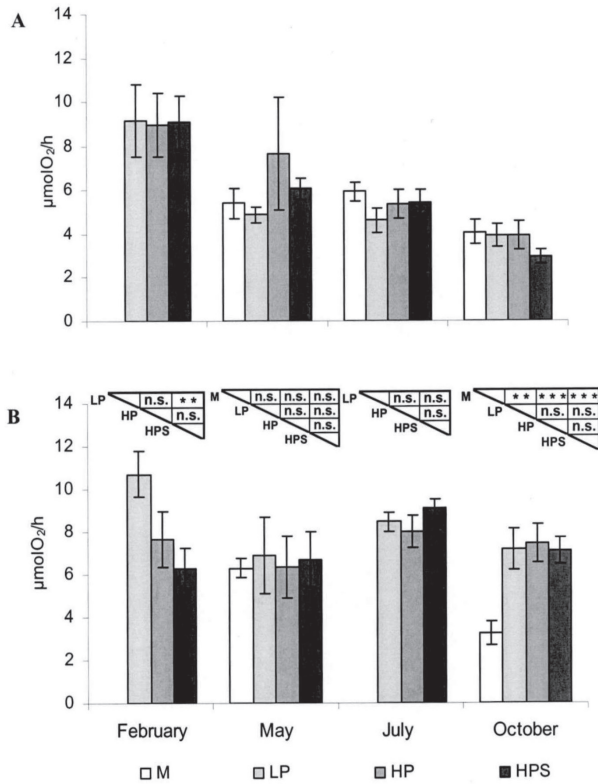 A
14
12
10
8
6
4
2
0
µmolO₂/h
B
LP n.s. * *
HP n.s.
HPS
M n.s. n.s. n.s.
LP n.s. n.s.
HP n.s.
HPS
LP n.s. n.s.
HP n.s.
HPS
M * * * * * * * *
LP n.s. n.s.
HP n.s.
HPS
14
12
10
8
6
4
2
0
µmolO₂/h
February May July October
M LP HP HPS